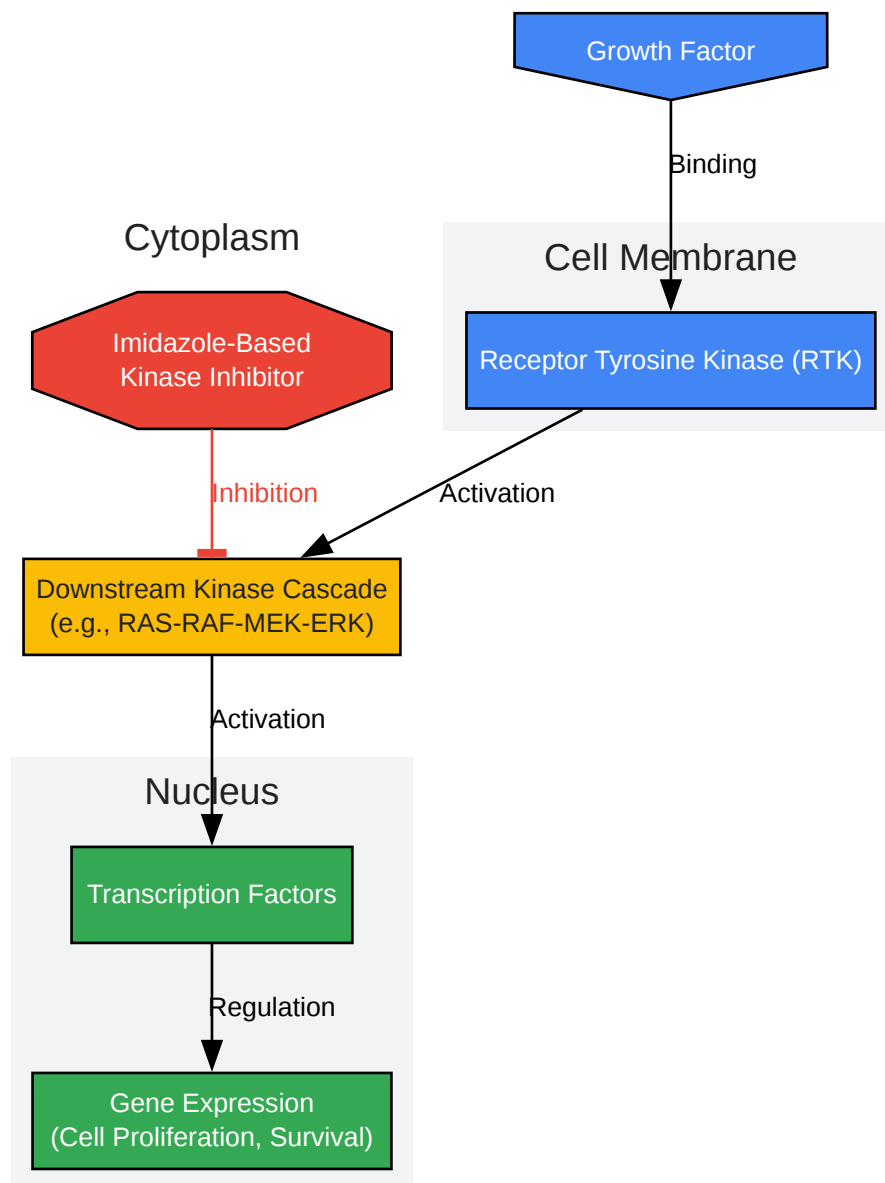 Growth Factor
Binding
Cytoplasm
Cell Membrane
Imidazole-Based
Kinase Inhibitor
Receptor Tyrosine Kinase (RTK)
Inhibition
Activation
Downstream Kinase Cascade
(e.g., RAS-RAF-MEK-ERK)
Activation
Nucleus
Transcription Factors
Regulation
Gene Expression
(Cell Proliferation, Survival)